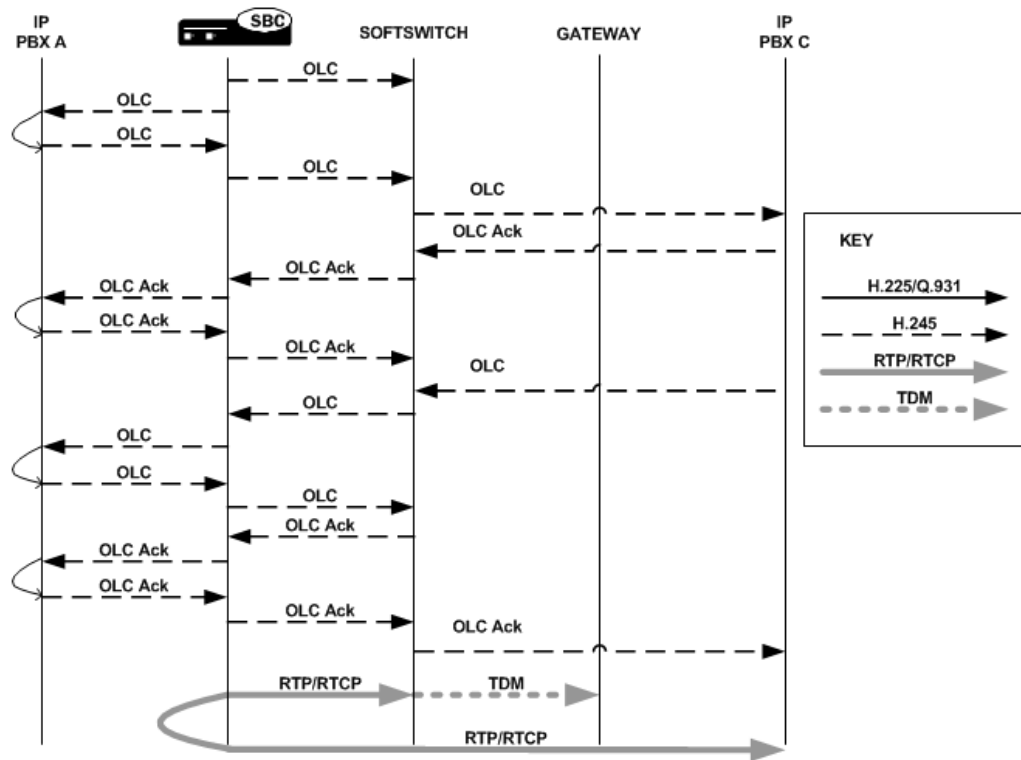 IP
PBX A
SBC
SOFTSWITCH
GATEWAY
IP
PBX C
OLC
OLC
OLC
OLC
OLC
OLC Ack
OLC Ack
OLC Ack
OLC Ack
OLC Ack
OLC
OLC
OLC
OLC
OLC
OLC Ack
OLC Ack
OLC Ack
OLC Ack
OLC Ack
RTP/RTCP
TDM
RTP/RTCP
KEY
H.225/Q.931
H.245
RTP/RTCP
TDM